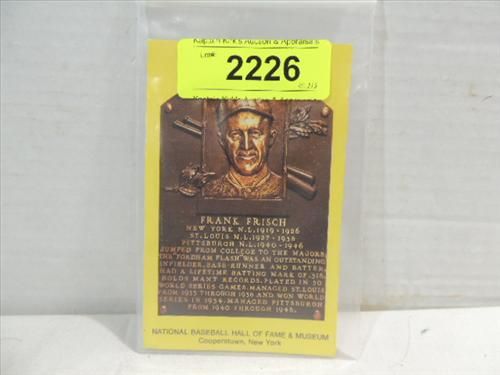 Lot#:
2226
FRANK FRISCH
NEW YORK N.L. 1919-1926
ST. LOUIS N.L. 1927-1938
PITTSBURGH N.L. 1940-1946
JUMPED FROM COLLEGE TO THE MAJORS.
THE "FORDHAM FLASH" WAS AN OUTSTANDING
INFIELDER, BASE-RUNNER AND BATTER.
HAD A LIFETIME BATTING MARK OF .316.
HOLDS MANY RECORDS. PLAYED IN 50
WORLD SERIES GAMES. MANAGED ST. LOUIS
FROM 1933 THROUGH 1938 AND WON WORLD
SERIES IN 1934. MANAGED PITTSBURGH
FROM 1940 THROUGH 1946.
NATIONAL BASEBALL HALL OF FAME & MUSEUM
Cooperstown, New York